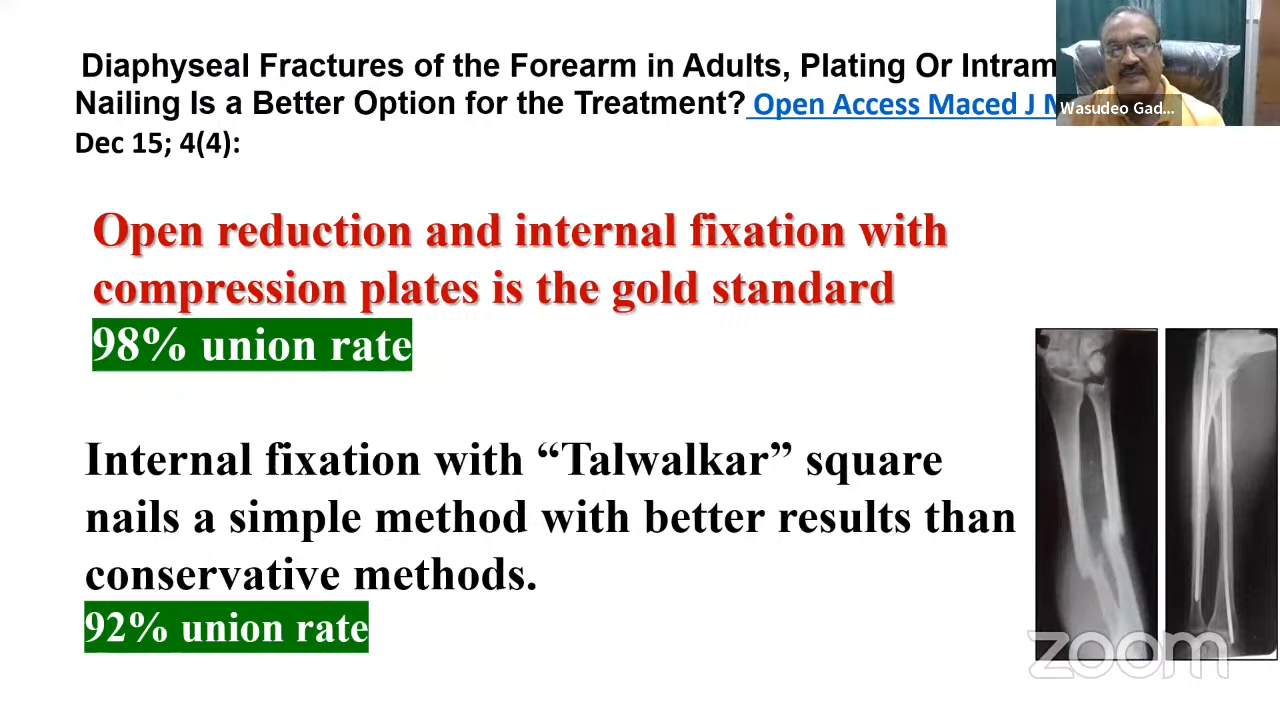 Diaphyseal Fractures of the Forearm in Adults, Plating Or Intram
Nailing Is a Better Option for the Treatment? Open Access Maced J M
Dec 15; 4(4):
Wasudeo Gad...
Open reduction and internal fixation with
compression plates is the gold standard
98% union rate
Internal fixation with “Talwalkar” square
nails a simple method with better results than
conservative methods.
92% union rate
zoom